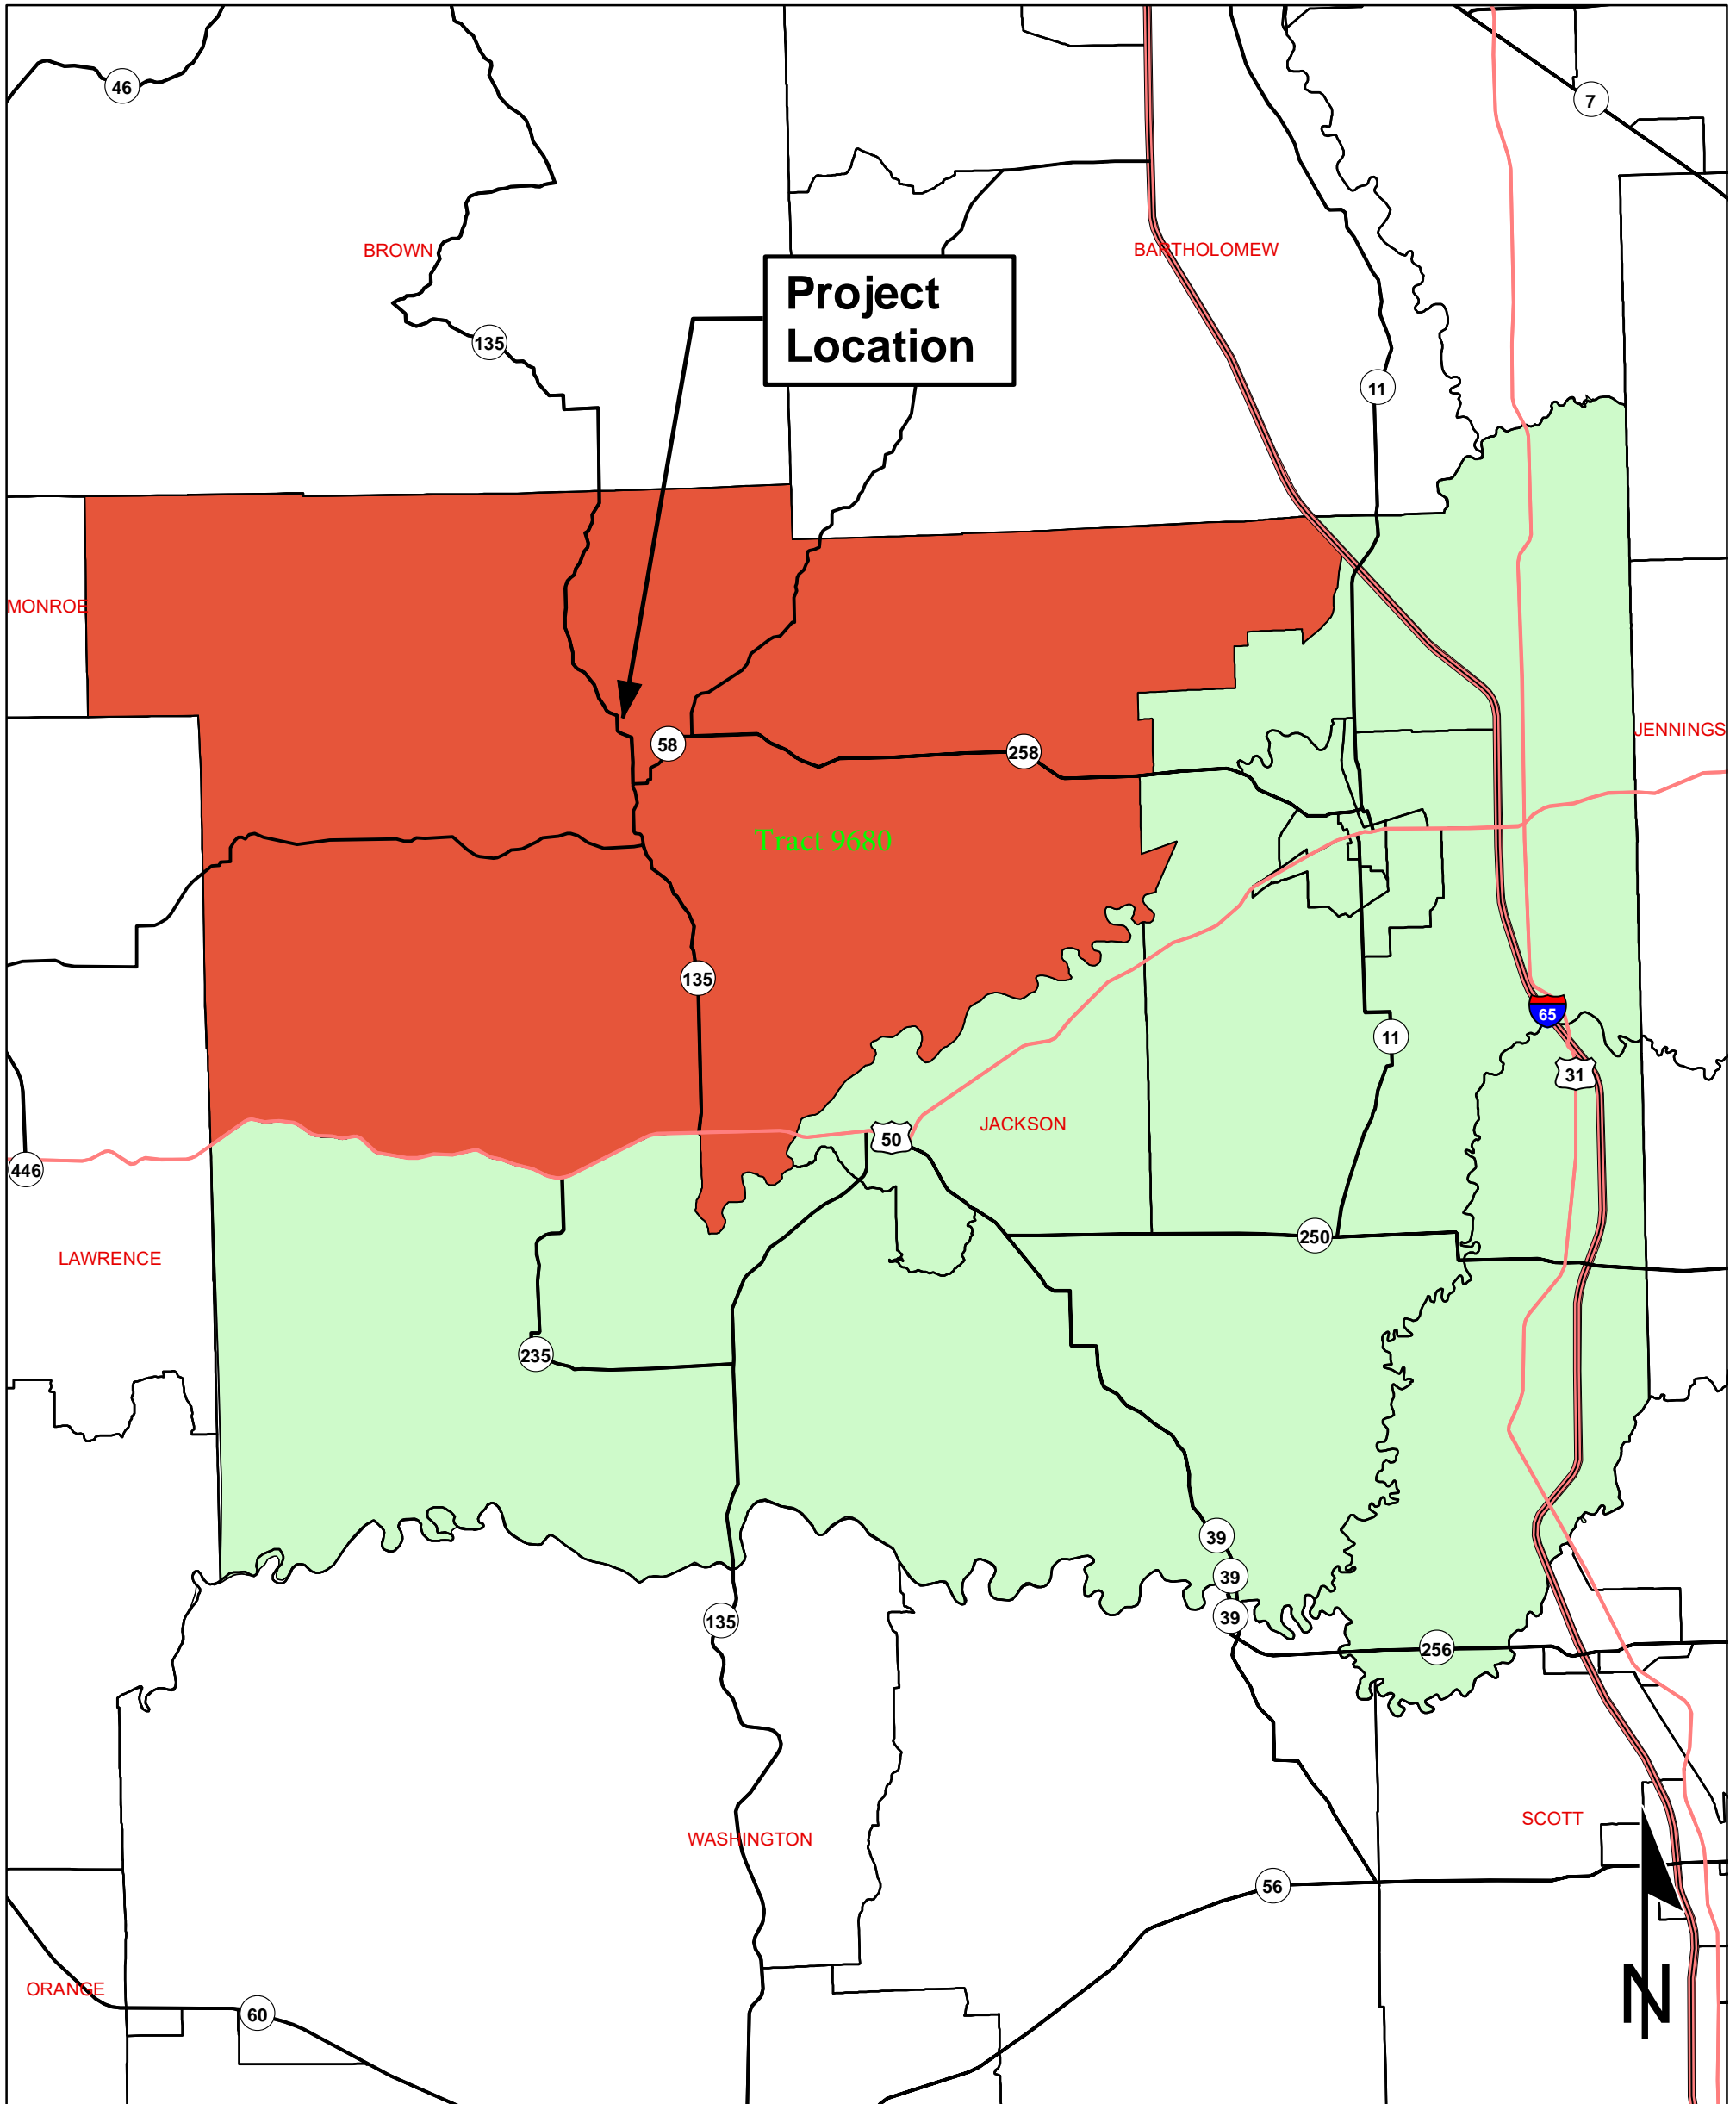 46
7
BROWN
BARTHOLOMEW
Project
Location
135
11
MONROE
JENNINGS
58
258
Tract 9680
135
65
11
31
JACKSON
50
446
250
LAWRENCE
235
39
39
39
135
256
SCOTT
WASHINGTON
56
ORANGE
60
N